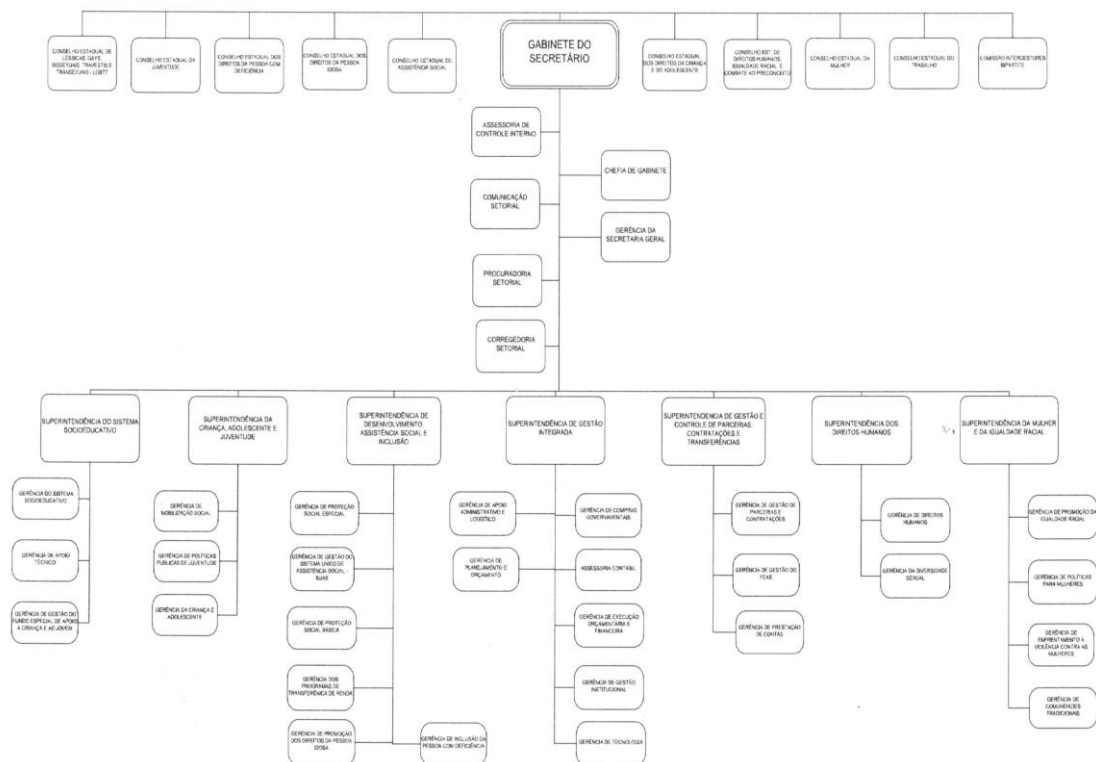 CONSELHO ESTADUAL DE
LÉSBICAS, GAYS
BISSEXUAIS, TRAVESTIS E
TRANSEXUAIS - LGBTT
CONSELHO ESTADUAL DA
JUVENTUDE
CONSELHO ESTADUAL DOS
DIREITOS DA PESSOA COM
DEFICIÊNCIA
CONSELHO ESTADUAL DOS
DIREITOS DA PESSOA
IDOSA
CONSELHO ESTADUAL DE
ASSISTÊNCIA SOCIAL
GABINETE DO
SECRETÁRIO
CONSELHO ESTADUAL
DOS DIREITOS DA CRIANÇA
E DO ADOLESCENTE
CONSELHO EST. DE
DIREITOS HUMANOS,
IGUALDADE RACIAL E
COMBATE AO PRECONCEITO
CONSELHO ESTADUAL DA
MULHER
CONSELHO ESTADUAL DO
TRABALHO
COMISSÃO INTERGESTORES
BIPARTITE
ASSESSORIA DE
CONTROLE INTERNO
CHEFIA DE GABINETE
COMUNICAÇÃO
SETORIAL
GERÊNCIA DA
SECRETARIA GERAL
PROCURADORIA
SETORIAL
CORREGEDORIA
SETORIAL
SUPERINTENDÊNCIA DO SISTEMA
SOCIOEDUCATIVO
SUPERINTENDÊNCIA DA
CRIANÇA, ADOLESCENTE E
JUVENTUDE
SUPERINTENDÊNCIA DE
DESENVOLVIMENTO,
ASSISTÊNCIA SOCIAL E
INCLUSÃO
SUPERINTENDÊNCIA DE GESTÃO
INTEGRADA
SUPERINTENDENCIA DE GESTÃO E
CONTROLE DE PARCERIAS,
CONTRATAÇÕES E
TRANSFERÊNCIAS
SUPERINTENDÊNCIA DOS
DIREITOS HUMANOS
SUPERINTENDÊNCIA DA MULHER
E DA IGUALDADE RACIAL
GERÊNCIA DO SISTEMA
SOCIOEDUCATIVO
GERÊNCIA DE APOIO
TÉCNICO
GERÊNCIA DE GESTÃO DO
FUNDO ESPECIAL DE APOIO
A CRIANÇA E AO JOVEM
GERÊNCIA DE
MOBILIZAÇÃO SOCIAL
GERÊNCIA DE POLÍTICAS
PUBLICAS DE JUVENTUDE
GERÊNCIA DA CRIANÇA E
ADOLESCENTE
GERÊNCIA DE PROTEÇÃO
SOCIAL ESPECIAL
GERÊNCIA DE GESTÃO DO
SISTEMA ÚNICO DE
ASSISTÊNCIA SOCIAL -
SUAS
GERÊNCIA DE PROTEÇÃO
SOCIAL BÁSICA
GERÊNCIA DOS
PROGRAMAS DE
TRANSFERÊNICA DE RENDA
GERÊNCIA DE PROMOÇÃO
DOS DIREITOS DA PESSOA
IDOSA
GERÊNCIA DE INCLUSÃO DA
PESSOA COM DEFICIÊNCIA
GERÊNCIA DE APOIO
ADMINISTRATIVO E
LOGÍSTICO
GERÊNCIA DE
PLANEJAMENTO E
ORÇAMENTO
GERÊNCIA DE COMPRAS
GOVERNAMENTAIS
ASSESSORIA CONTÁBIL
GERÊNCIA DE EXECUÇÃO
ORÇAMENTÁRIA E
FINANCEIRA
GERÊNCIA DE GESTÃO
INSTITUCIONAL
GERÊNCIA DE TECNOLOGIA
GERÊNCIA DE GESTÃO DE
PARCERIAS E
CONTRATAÇÕES
GERÊNCIA DE GESTÃO DO
FEAS
GERÊNCIA DE PRESTAÇÃO
DE CONTAS
GERÊNCIA DE DIREITOS
HUMANOS
GERÊNCIA DA DIVERSIDADE
SEXUAL
GERÊNCIA DE PROMOÇÃO DA
IGUALDADE RACIAL
GERÊNCIA DE POLÍTICAS
PARA MULHERES
GERÊNCIA DE
ENFRENTAMENTO À
VIOLÊNCIA CONTRA AS
MULHERES
GERÊNCIA DE
COMUNIDADES
TRADICIONAIS